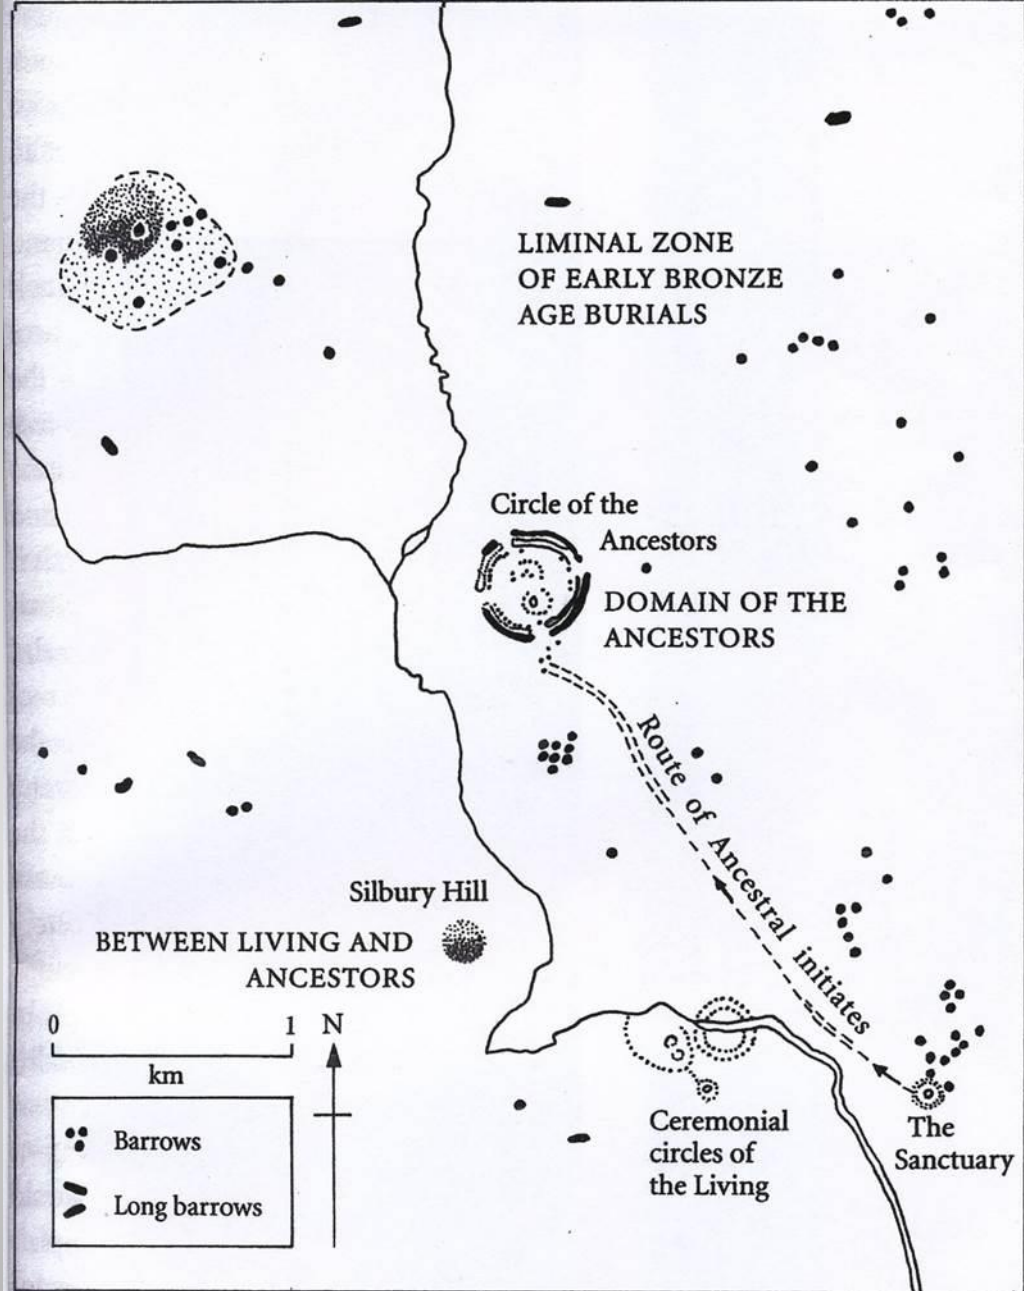 LIMINAL ZONE
OF EARLY BRONZE
AGE BURIALS
Circle of the
Ancestors
DOMAIN OF THE
ANCESTORS
Route of Ancestral initiates
Silbury Hill
BETWEEN LIVING AND
ANCESTORS
0 1 N
km
Barrows
Long barrows
Ceremonial
circles of
the Living
The
Sanctuary